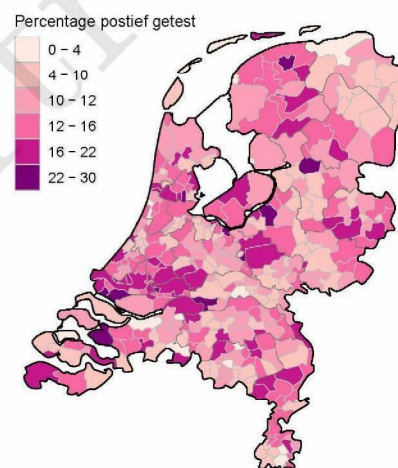 Percentage postief getest
0 – 4
4 – 10
10 – 12
12 – 16
16 – 22
22 – 30